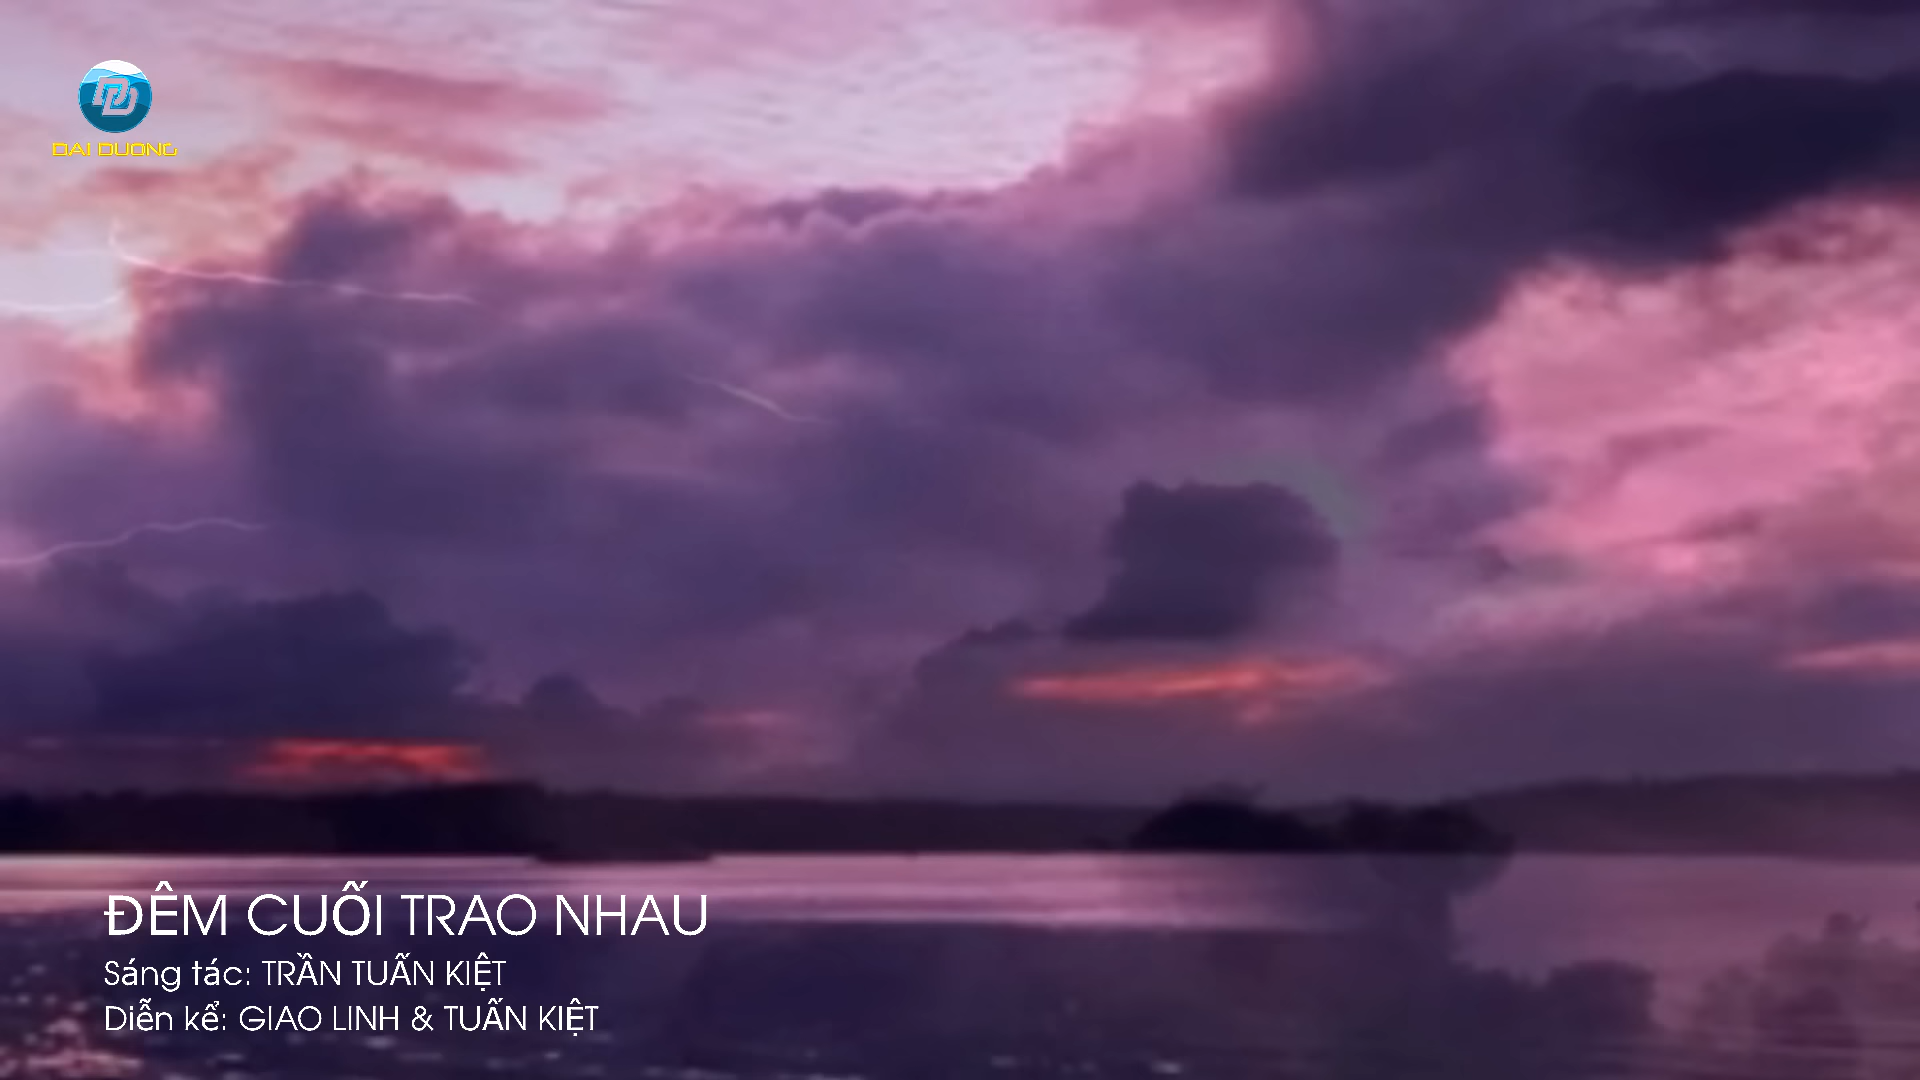 DAI DUONG
ĐÊM CUỐI TRAO NHAU
Sáng tác: TRẦN TUẤN KIỆT
Diễn kể: GIAO LINH & TUẤN KIỆT